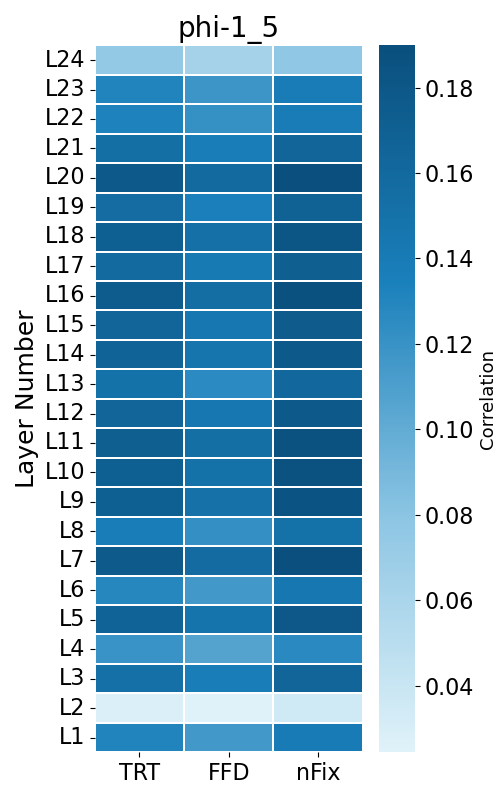 phi-1_5
L24
L23
L22
L21
L20
L19
L18
L17
L16
L15
L14
L13
L12
L11
L10
L9
L8
L7
L6
L5
L4
L3
L2
L1
Layer Number
TRT FFD nFix
0.18
0.16
0.14
0.12
0.10
0.08
0.06
0.04
Correlation